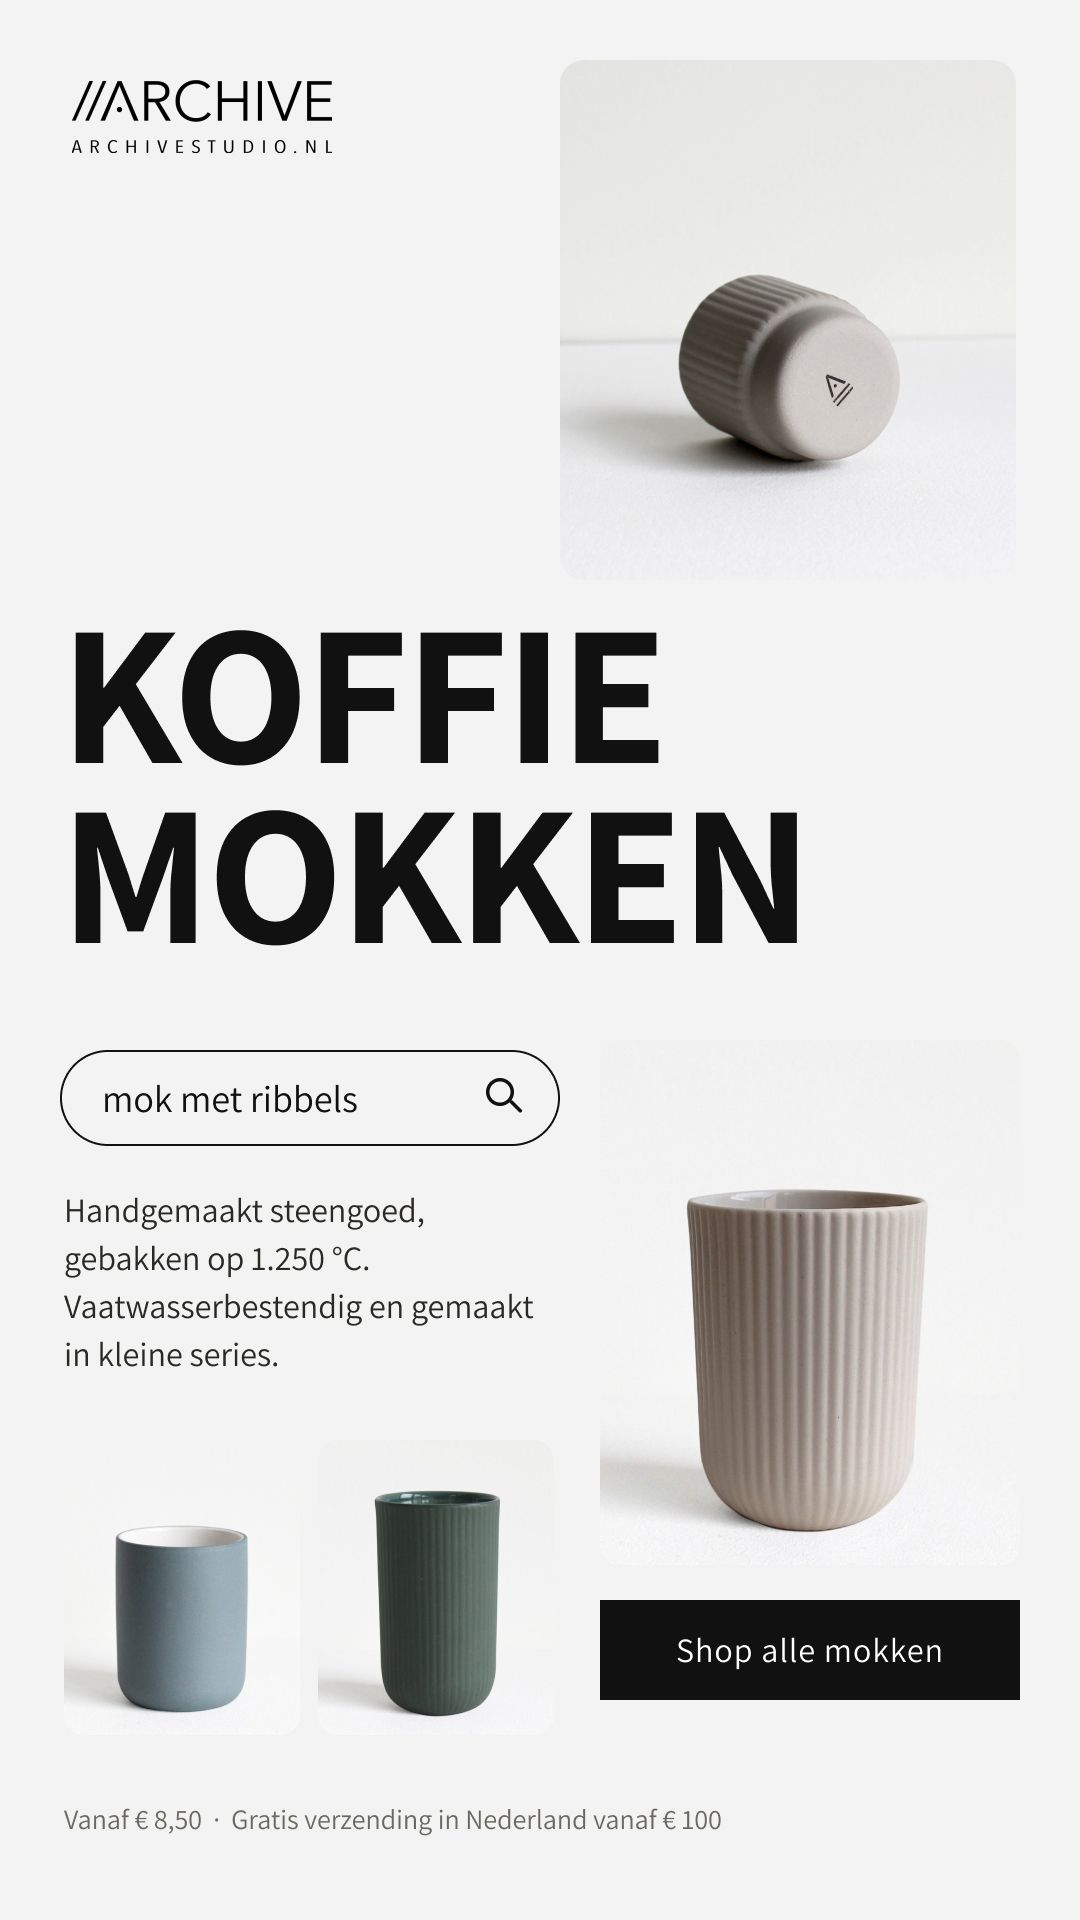 //ARCHIVE
ARCHIVESTUDIO.NL
KOFFIE
MOKKEN
mok met ribbels
Handgemaakt steengoed,
gebakken op 1.250 °C.
Vaatwasserbestendig en gemaakt
in kleine series.
Shop alle mokken
Vanaf € 8,50 · Gratis verzending in Nederland vanaf € 100